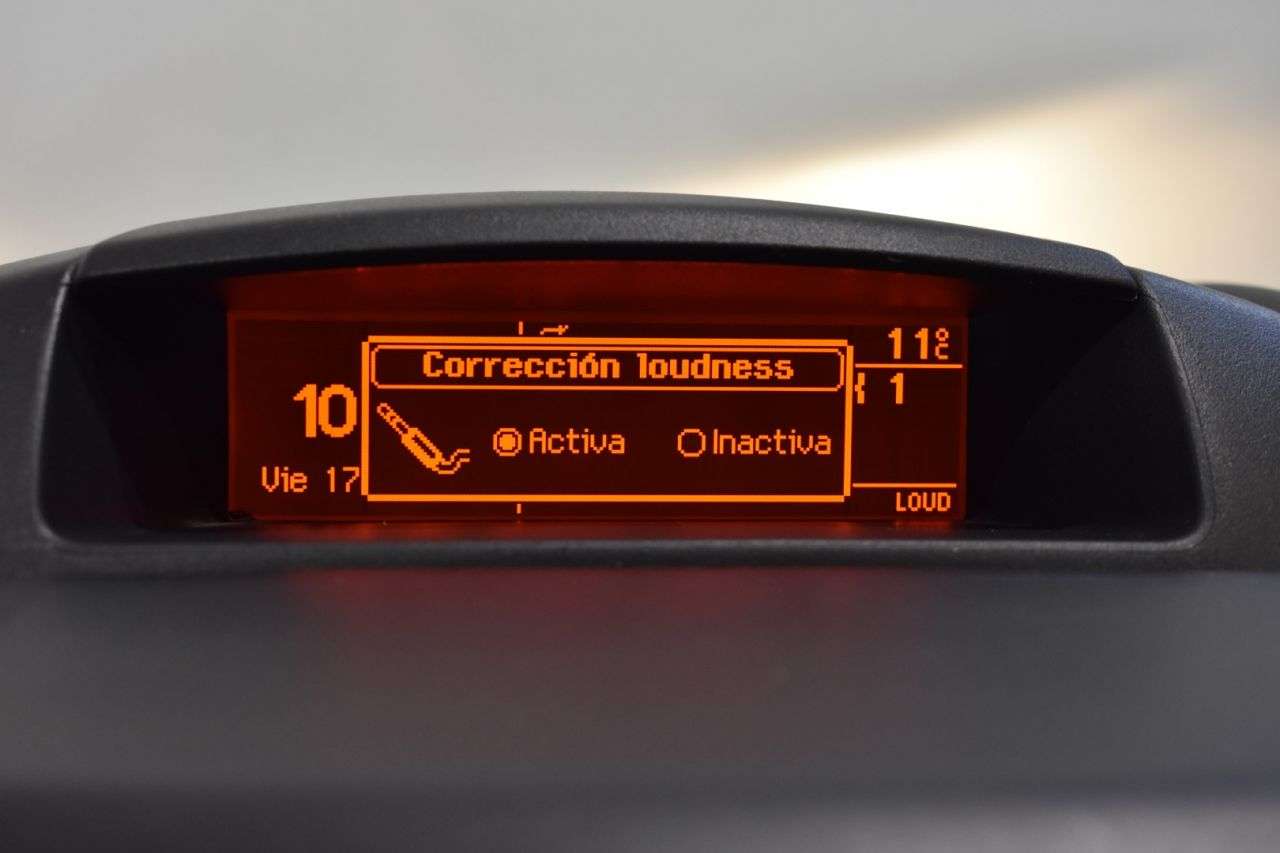 11°C
Corrección loudness
1
10
Activa Inactiva
Vie 17
LOUD